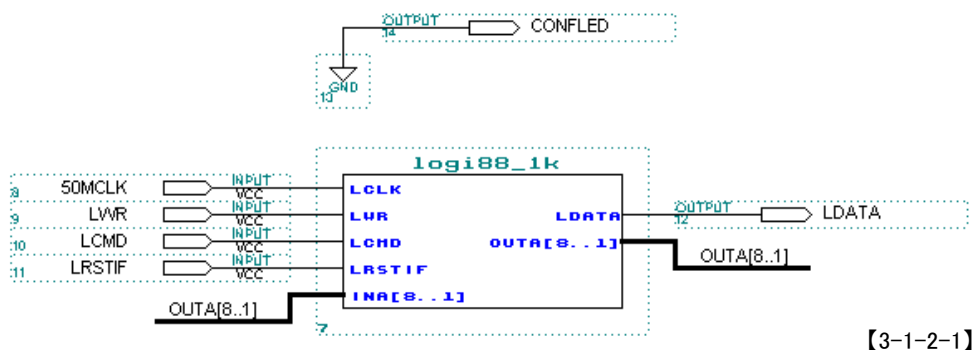 OUTPUT
14
CONFLED
GND
13
logi88_1k
8
50MCLK
INPUT
VCC
LCLK
9
LWR
INPUT
VCC
LWR
LDATA
OUTPUT
12
LDATA
10
LCMD
INPUT
VCC
LCMD
OUTA[8..1]
OUTA[8..1]
11
LRSTIF
INPUT
VCC
LRSTIF
OUTA[8..1]
INA[8..1]
7
【3-1-2-1】